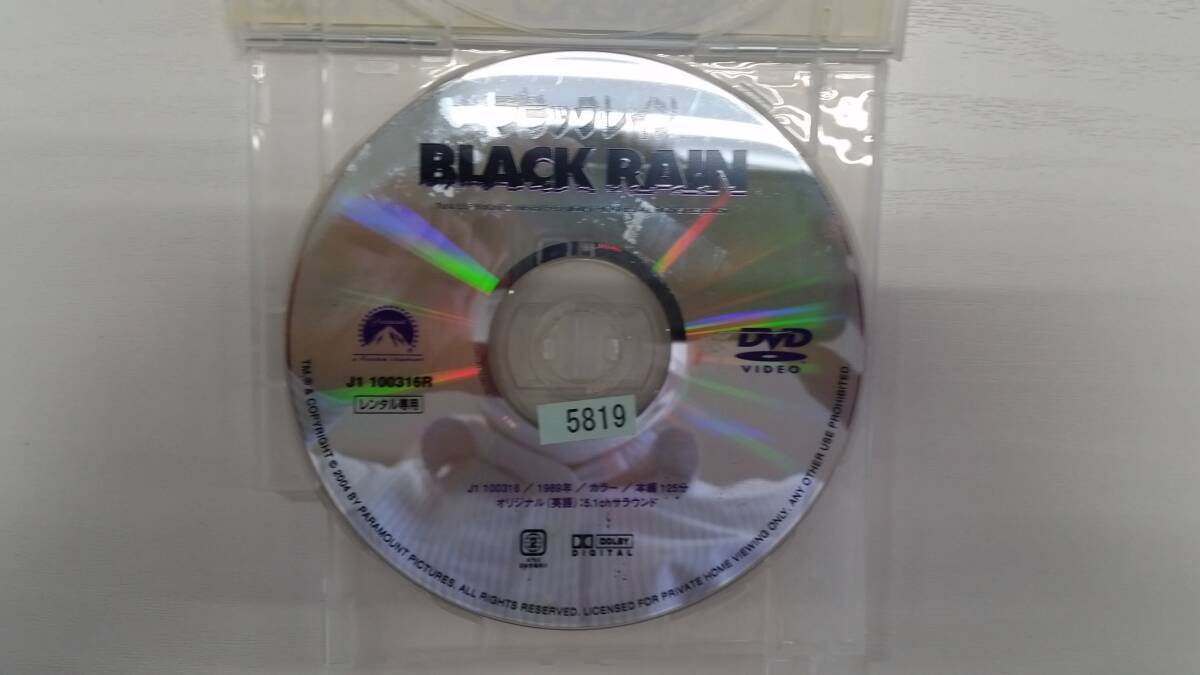 ブラック・レイン
BLACK RAIN
Paramount
DVD
VIDEO
J1 100316R
レンタル専用
5819
J1 100316 / 1989年 / カラー / 本編 125分
オリジナル(英語):5.1chサラウンド
2
DOLBY
DIGITAL
TM,® & COPYRIGHT © 2004 BY PARAMOUNT PICTURES. ALL RIGHTS RESERVED. LICENSED FOR PRIVATE HOME VIEWING ONLY. ANY OTHER USE PROHIBITED